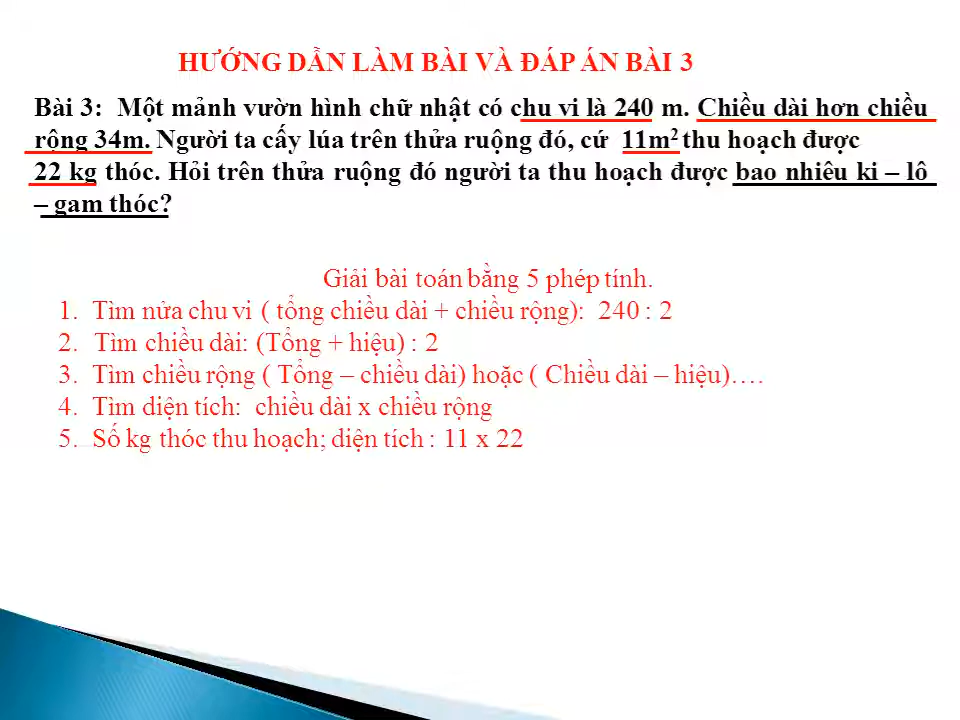 HƯỚNG DẪN LÀM BÀI VÀ ĐÁP ÁN BÀI 3
Bài 3: Một mảnh vườn hình chữ nhật có chu vi là 240 m. Chiều dài hơn chiều
rộng 34m. Người ta cấy lúa trên thửa ruộng đó, cứ 11m² thu hoạch được
22 kg thóc. Hỏi trên thửa ruộng đó người ta thu hoạch được bao nhiêu ki – lô
– gam thóc?
Giải bài toán bằng 5 phép tính.
1. Tìm nửa chu vi ( tổng chiều dài + chiều rộng): 240 : 2
2. Tìm chiều dài: (Tổng + hiệu) : 2
3. Tìm chiều rộng ( Tổng – chiều dài) hoặc ( Chiều dài – hiệu)….
4. Tìm diện tích: chiều dài x chiều rộng
5. Số kg thóc thu hoạch; diện tích : 11 x 22